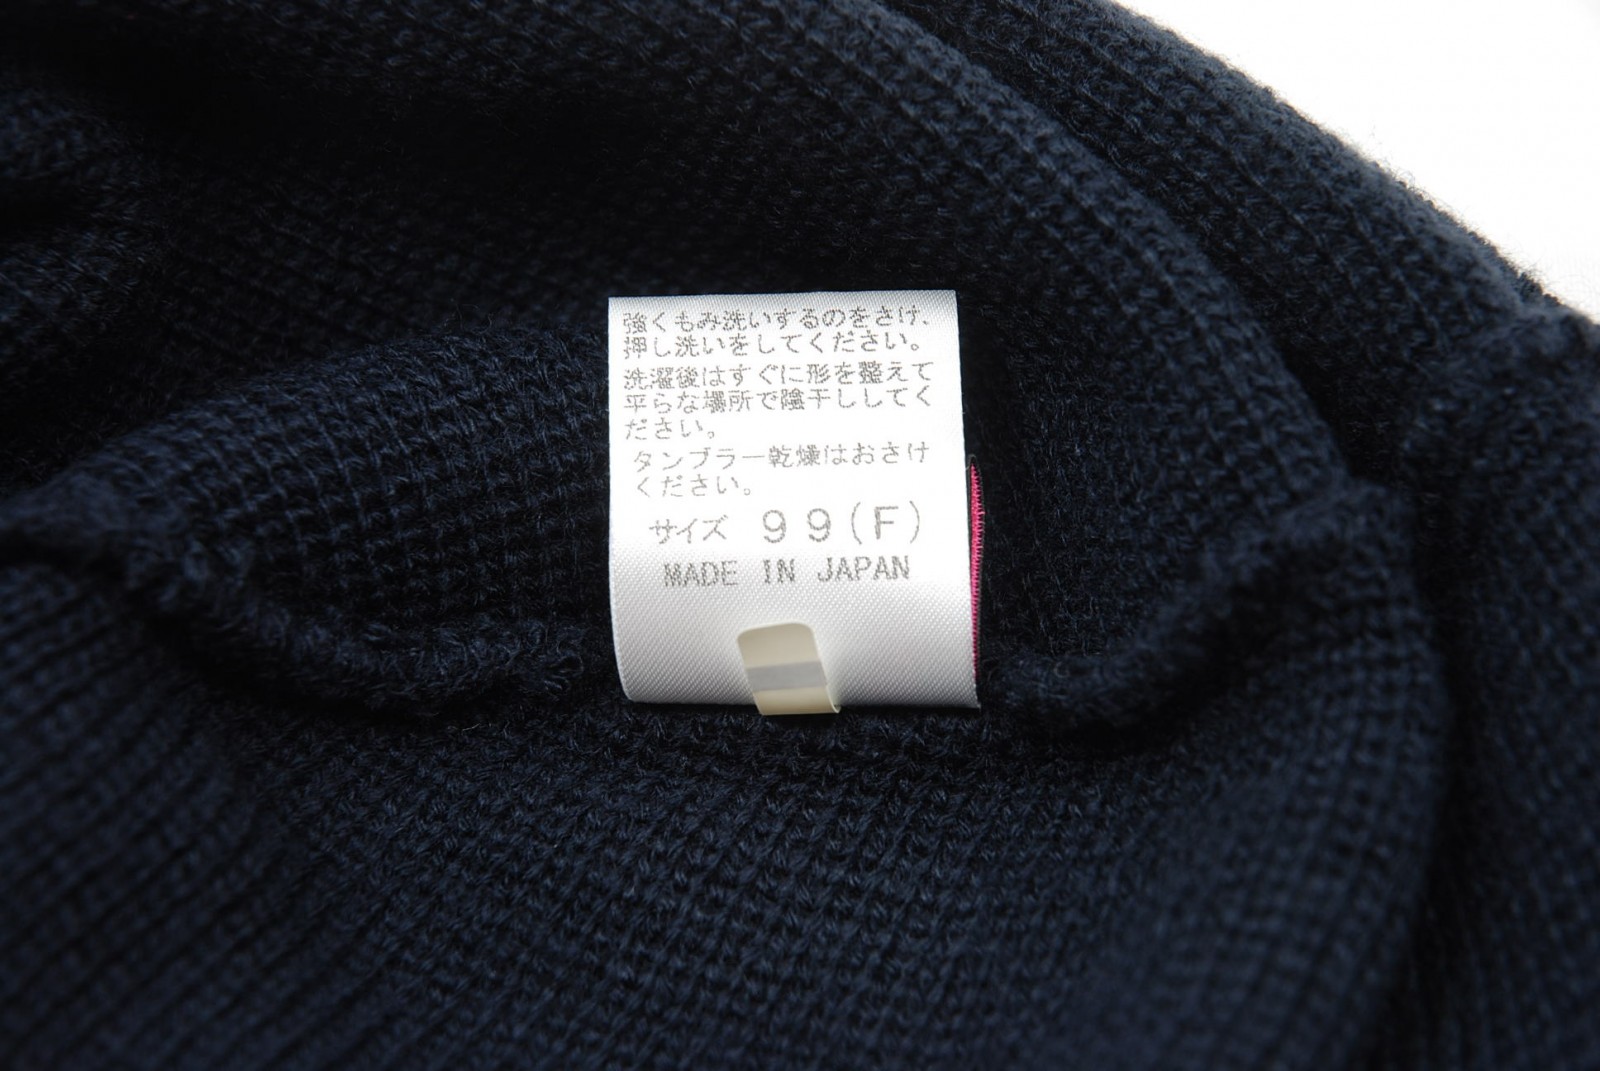 強くもみ洗いするのをさけ、
押し洗いをしてください。
洗濯後はすぐに形を整えて
平らな場所で陰干ししてく
ださい。
タンブラー乾燥はおさけ
ください。
サイズ 99(F)
MADE IN JAPAN